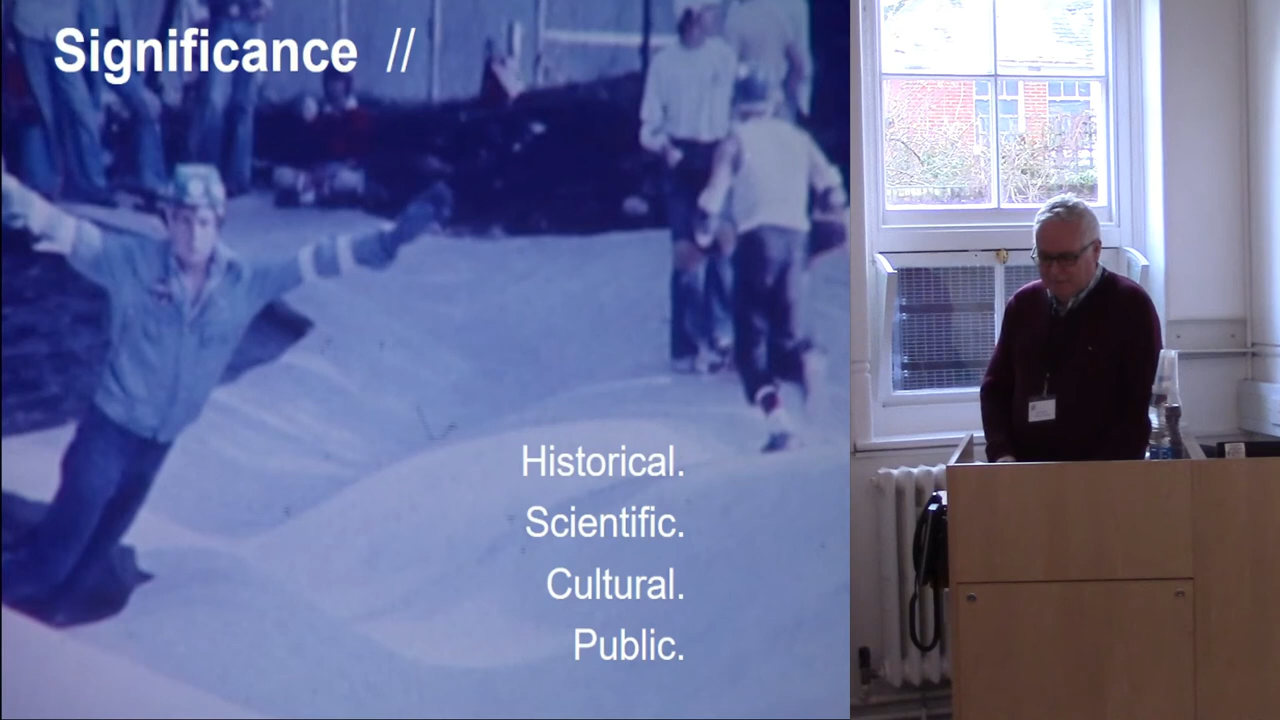 Significance //
Historical.
Scientific.
Cultural.
Public.